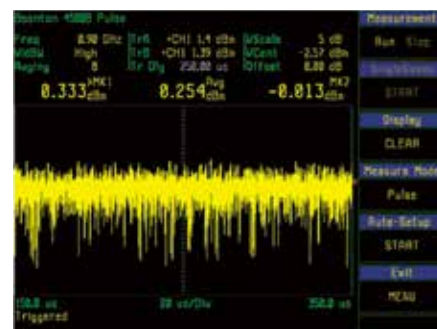 Boonton 4500B Pulse
Measurement
Freq 0.90 GHz TrA +CH1 1.4 dBm VScale 5 dB
Run Stop
VidBW High TrB +CH1 1.39 dBm VCent -2.57 dBm
Avging 8 Tr Dly 250.00 us Offset 0.00 dB
START
MK1 Avg MK2
0.333 dBm 0.254 dBm -0.013 dBm
Display
CLEAR
Measure Mode
Pulse
Auto-Setup
START
Exit
MENU
150.0 us 20 us/Div 350.0 us
Triggered